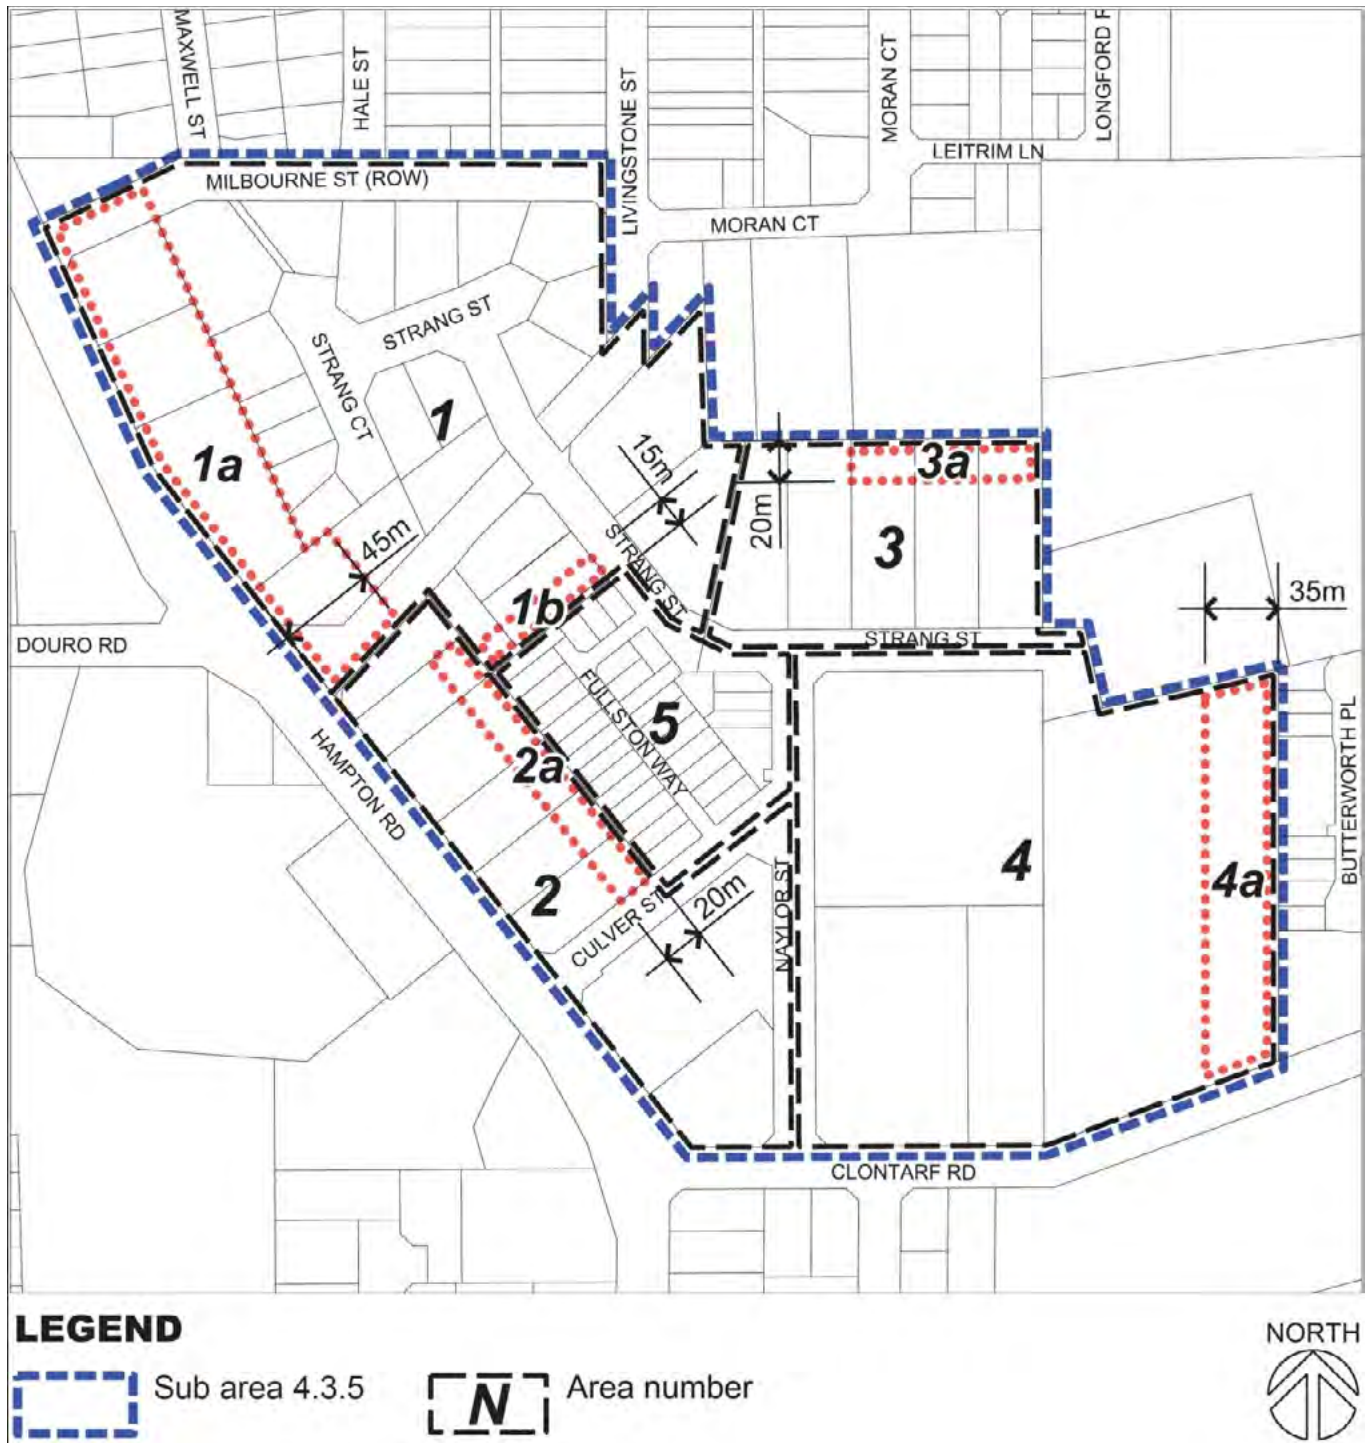 MAXWELL ST
HALE ST
LIVINGSTONE ST
MORAN CT
LONGFORD
LEITRIM LN
MILBOURNE ST (ROW)
MORAN CT
STRANG ST
STRANG CT
1
1a
15m
3a
20m
3
45m
STRANG ST
1b
35m
DOURO RD
STRANG ST
FULLSTON WAY
5
2a
HAMPTON RD
BUTTERWORTH PL
4
4a
2
CULVER ST
20m
NAYLOR ST
CLONTARF RD
LEGEND
NORTH
Sub area 4.3.5
N
Area number